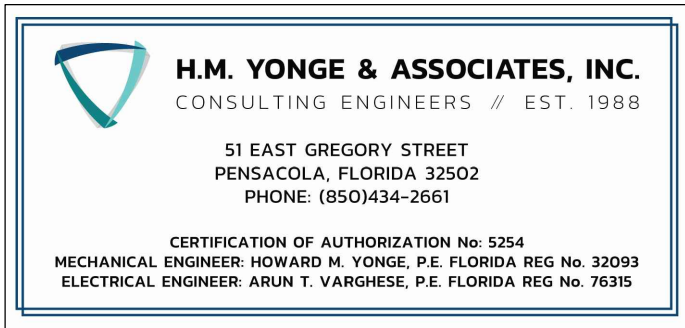 H.M. YONGE & ASSOCIATES, INC.
CONSULTING ENGINEERS // EST. 1988
51 EAST GREGORY STREET
PENSACOLA, FLORIDA 32502
PHONE: (850)434-2661
CERTIFICATION OF AUTHORIZATION No: 5254
MECHANICAL ENGINEER: HOWARD M. YONGE, P.E. FLORIDA REG No. 32093
ELECTRICAL ENGINEER: ARUN T. VARGHESE, P.E. FLORIDA REG No. 76315